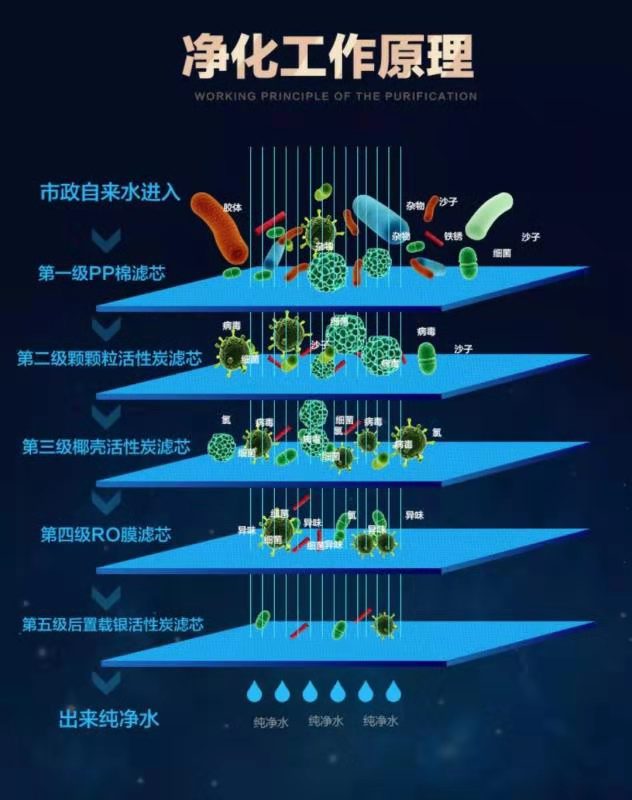 净化工作原理
WORKING PRINCIPLE OF THE PURIFICATION
市政自来水进入
胶体
杂物
沙子
杂物
铁锈
沙子
杂物
细菌
第一级PP棉滤芯
病毒
细菌
病毒
沙子
第二级颗颗粒活性炭滤芯
细菌
沙子
病毒
氯
病毒
细菌
病毒
氯
氯
病毒
病毒
第三级椰壳活性炭滤芯
细菌
细菌
细菌
异味
氯
异味
异味
异味
第四级RO膜滤芯
细菌
细菌
异味
第五级后置载银活性炭滤芯
出来纯净水
纯净水
纯净水
纯净水